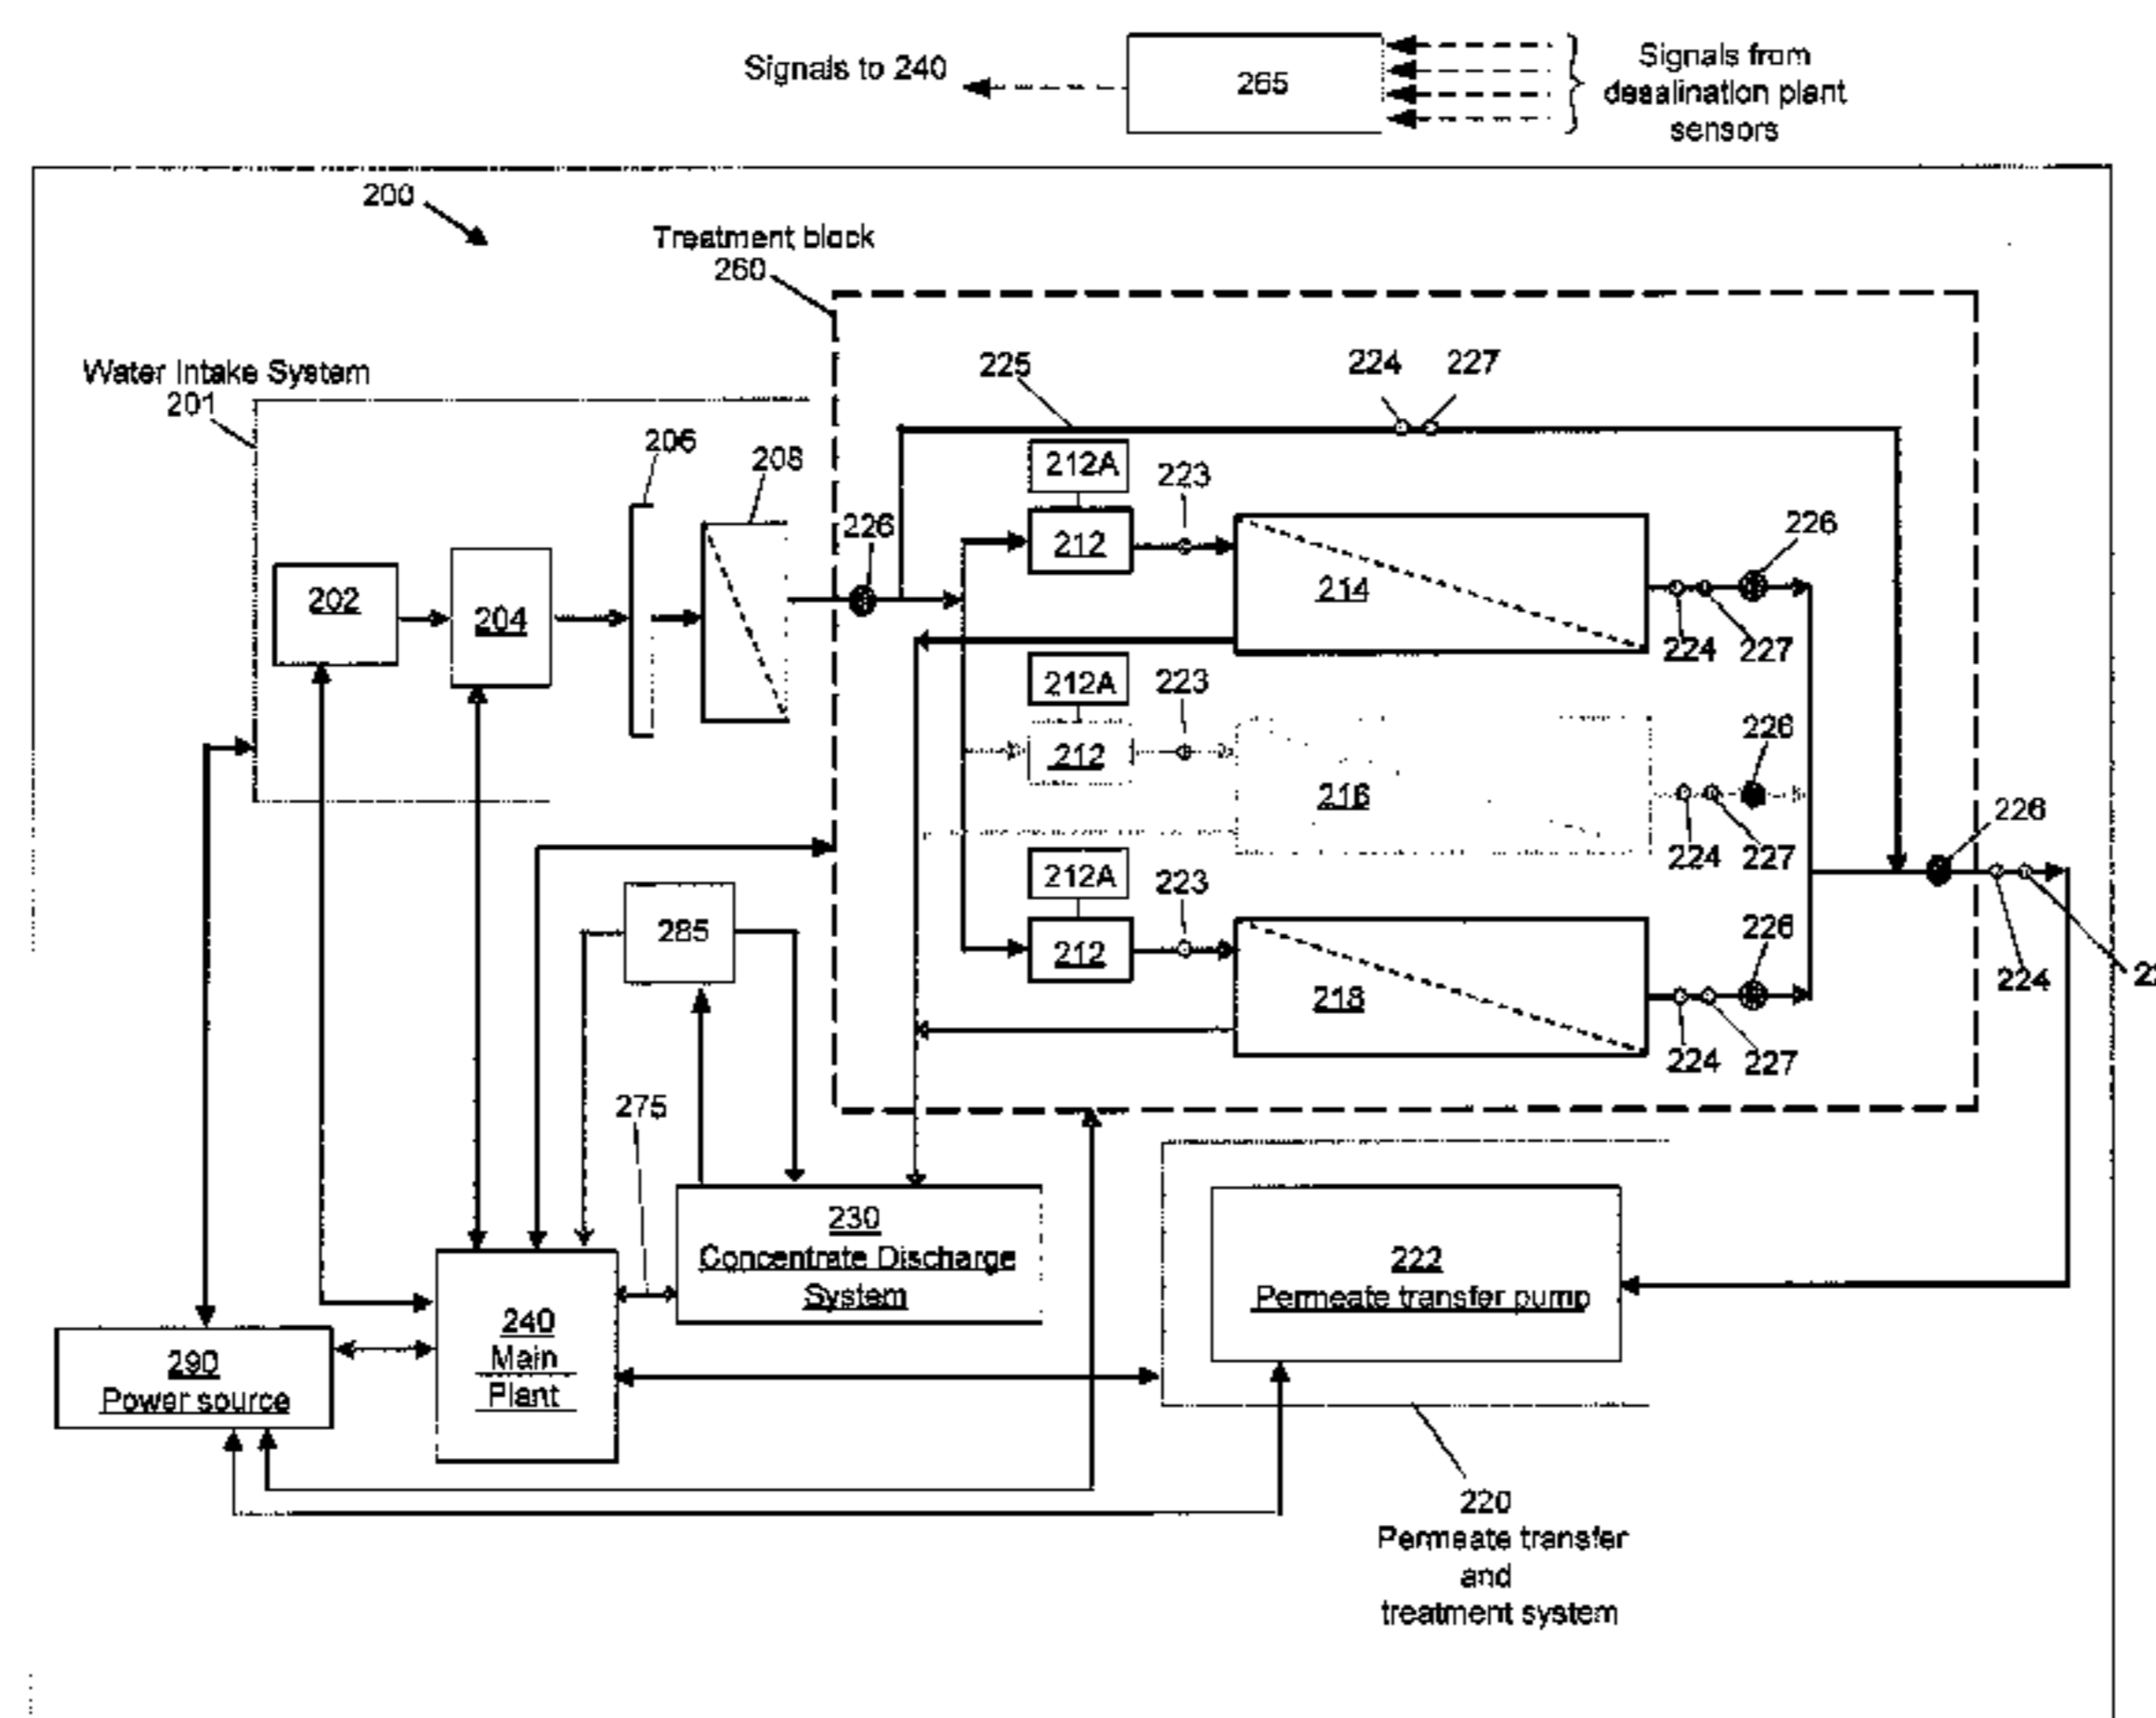 Signals to 240
265
Signals from
desalination plant
sensors
200
Treatment block
260
Water Intake System
201
206
208
225
224
227
212A
223
226
226
202
204
212
214
224
227
212A
223
226
212
216
226
224
227
212A
223
285
212
218
226
224
224
227
275
230
Concentrate Discharge
System
222
Permeate transfer pump
240
Main
Plant
290
Power source
220
Permeate transfer
and
treatment system